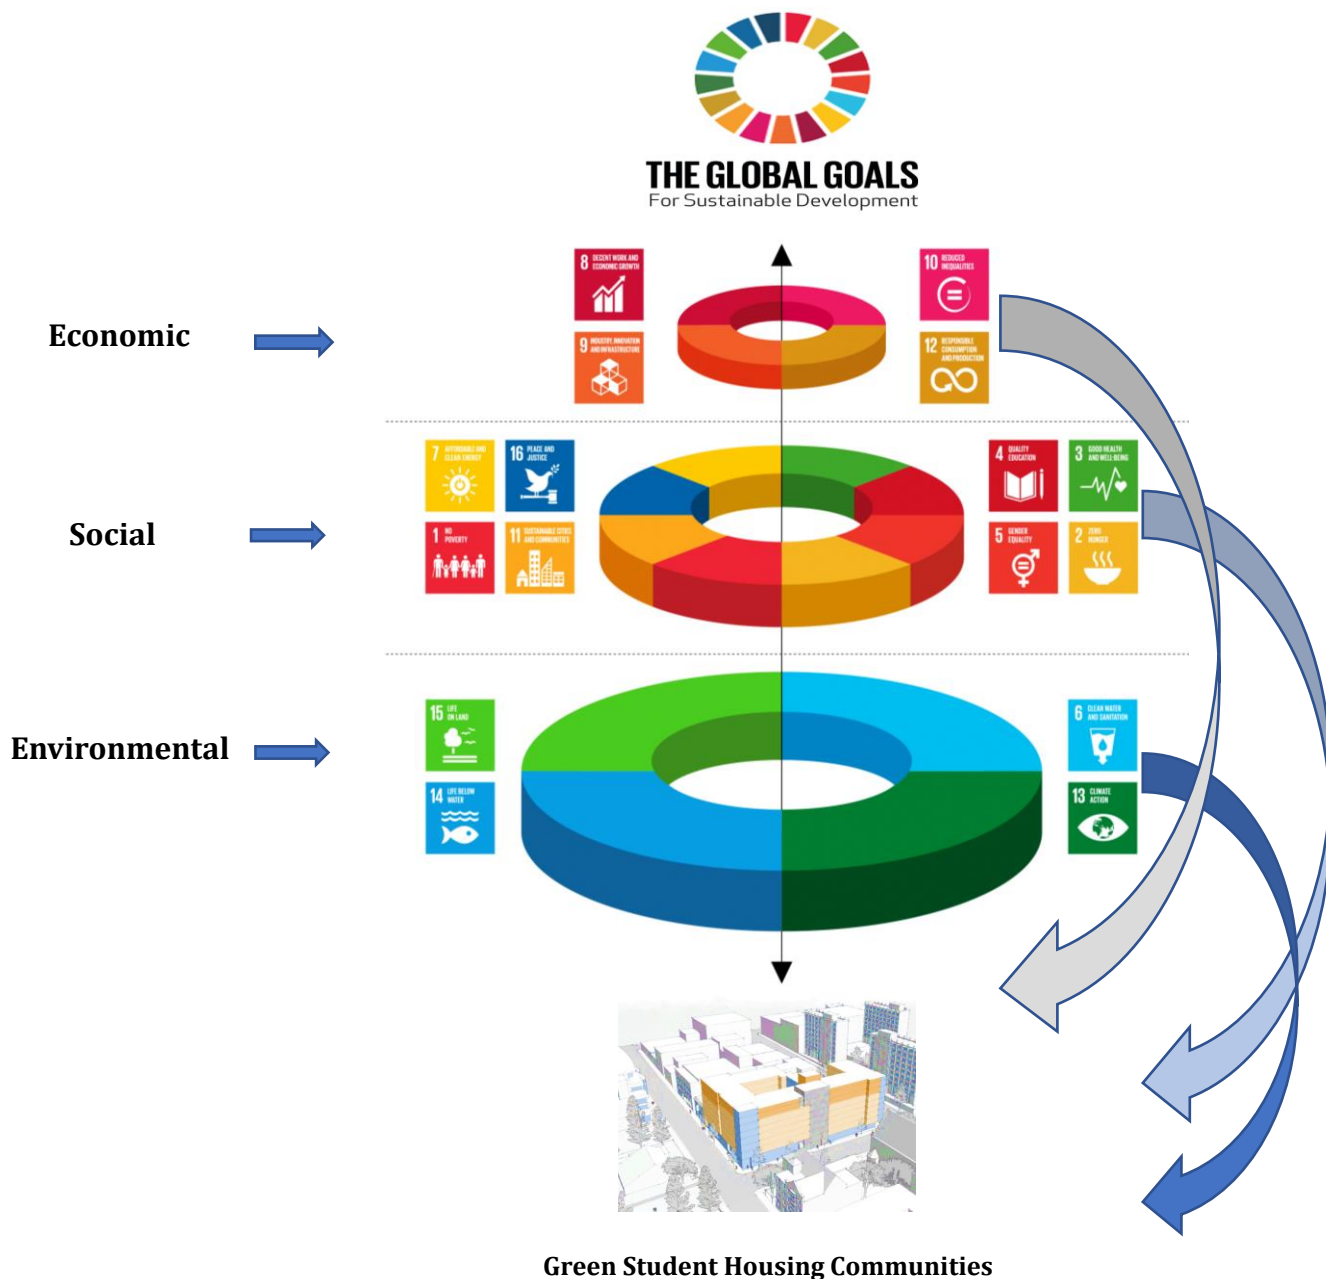 THE GLOBAL GOALS
For Sustainable Development
Economic
8 DECENT WORK AND
ECONOMIC GROWTH
10 REDUCED
INEQUALITIES
9 INDUSTRY, INNOVATION
AND INFRASTRUCTURE
12 RESPONSIBLE
CONSUMPTION
AND PRODUCTION
Social
7 AFFORDABLE AND
CLEAN ENERGY
16 PEACE AND
JUSTICE
4 QUALITY
EDUCATION
3 GOOD HEALTH
AND WELL-BEING
1 NO
POVERTY
11 SUSTAINABLE CITIES
AND COMMUNITIES
5 GENDER
EQUALITY
2 ZERO
HUNGER
Environmental
15 LIFE
ON LAND
6 CLEAN WATER
AND SANITATION
14 LIFE BELOW
WATER
13 CLIMATE
ACTION
Green Student Housing Communities